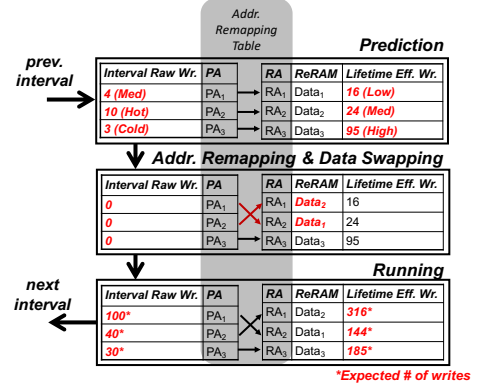 Addr.
Remapping
Table
Prediction
prev.
interval
Interval Raw Wr. PA RA ReRAM Lifetime Eff. Wr.
4 (Med) PA1 RA1 Data1 16 (Low)
10 (Hot) PA2 RA2 Data2 24 (Med)
3 (Cold) PA3 RA3 Data3 95 (High)
Addr. Remapping & Data Swapping
Interval Raw Wr. PA RA ReRAM Lifetime Eff. Wr.
0 PA1 RA1 Data2 16
0 PA2 RA2 Data1 24
0 PA3 RA3 Data3 95
Running
next
interval
Interval Raw Wr. PA RA ReRAM Lifetime Eff. Wr.
100* PA1 RA1 Data2 316*
40* PA2 RA2 Data1 144*
30* PA3 RA3 Data3 185*
*Expected # of writes